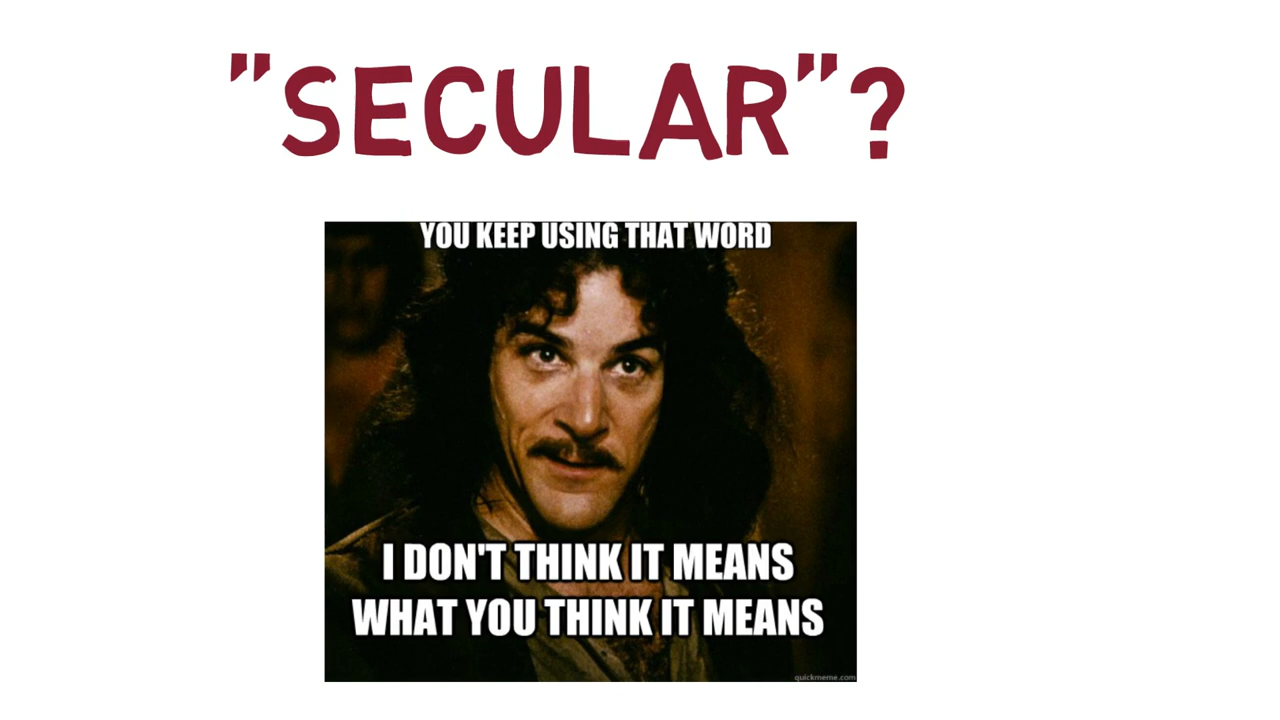 "SECULAR"?
YOU KEEP USING THAT WORD
I DON'T THINK IT MEANS
WHAT YOU THINK IT MEANS
quickmeme.com